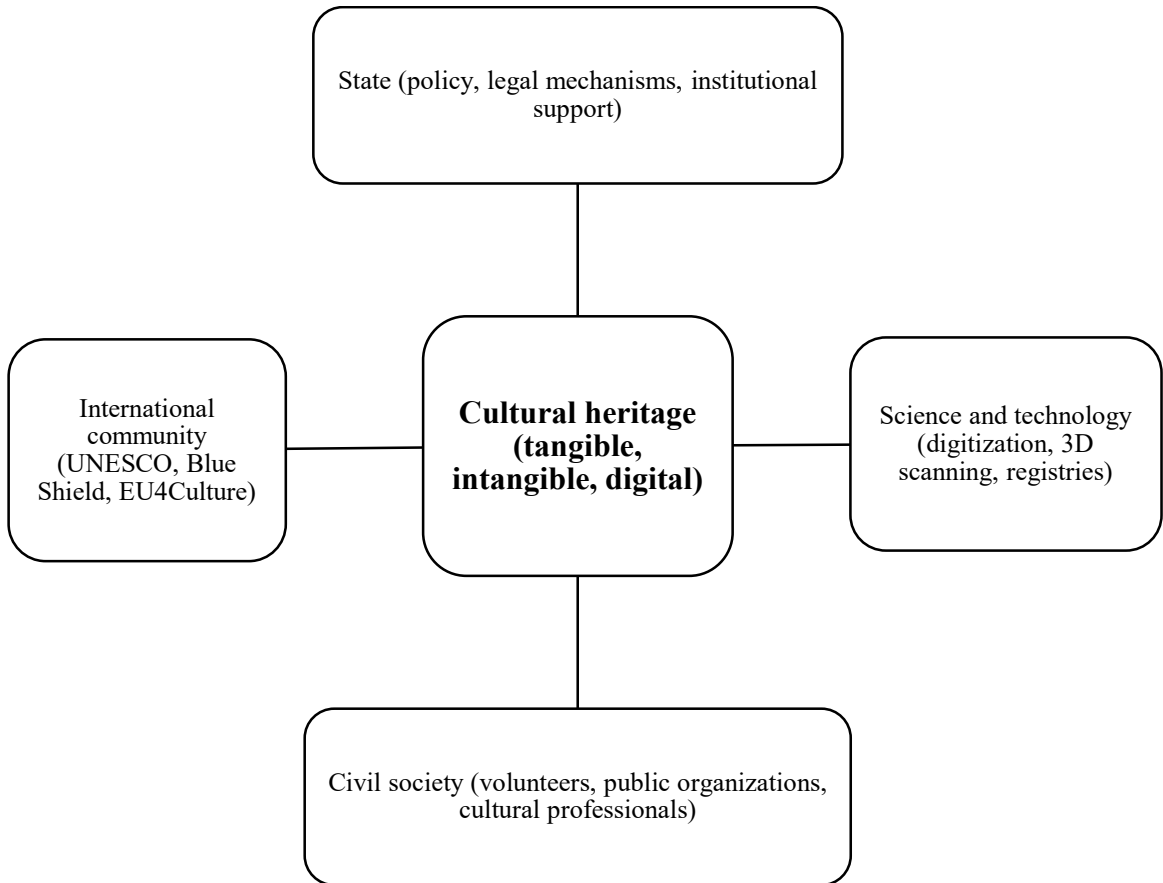 State (policy, legal mechanisms, institutional
support)
International
community
(UNESCO, Blue
Shield, EU4Culture)
Cultural heritage
(tangible,
intangible, digital)
Science and technology
(digitization, 3D
scanning, registries)
Civil society (volunteers, public organizations,
cultural professionals)